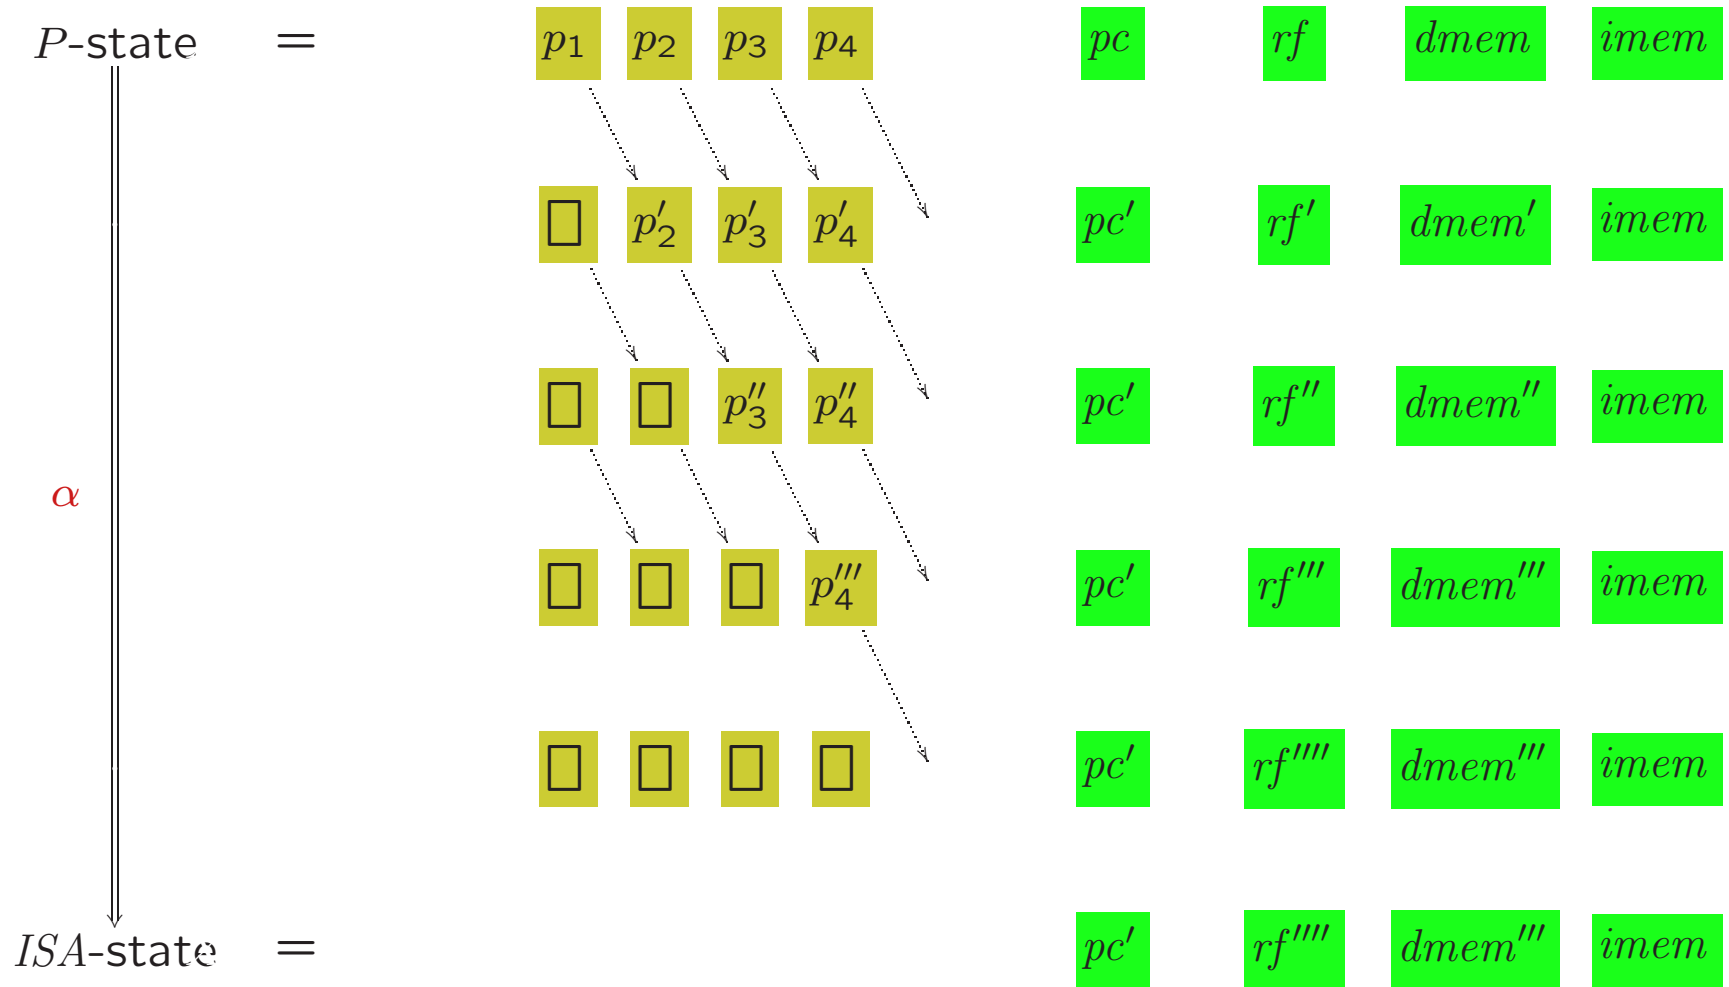 P-state = p₁ p₂ p₃ p₄ pc rf dmem imem
□ p′₂ p′₃ p′₄ pc′ rf′ dmem′ imem
□ □ p″₃ p″₄ pc′ rf″ dmem″ imem
α
□ □ □ p‴₄ pc′ rf‴ dmem‴ imem
□ □ □ □ pc′ rf⁗ dmem‴ imem
ISA-state = pc′ rf⁗ dmem‴ imem